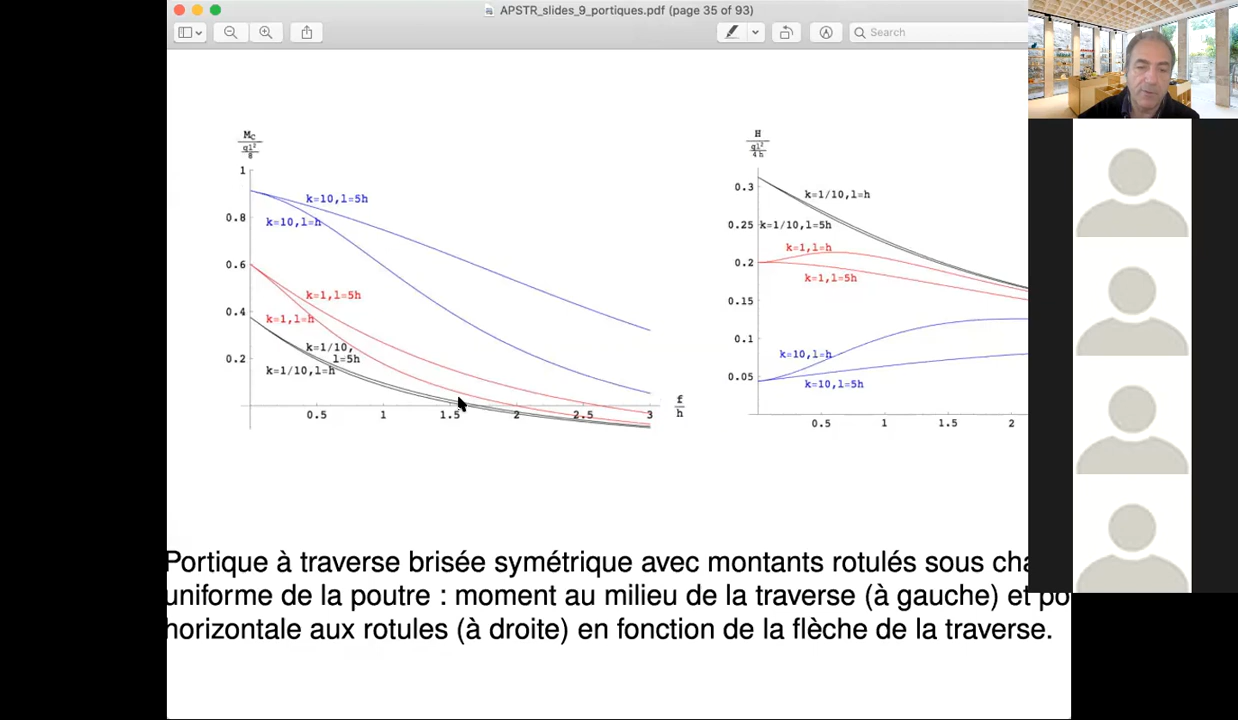 APSTR_slides_9_portiques.pdf (page 35 of 93)
Search
M_C
ql²
8
1
0.8
0.6
0.4
0.2
0.5
1
1.5
2
2.5
3
f
h
k=10,l=5h
k=10,l=h
k=1,l=5h
k=1,l=h
k=1/10,
l=5h
k=1/10,l=h
H
ql²
4h
0.3
0.25
0.2
0.15
0.1
0.05
0.5
1
1.5
2
k=1/10,l=h
k=1/10,l=5h
k=1,l=h
k=1,l=5h
k=10,l=h
k=10,l=5h
Portique à traverse brisée symétrique avec montants rotulés sous cha
uniforme de la poutre : moment au milieu de la traverse (à gauche) et po
horizontale aux rotules (à droite) en fonction de la flèche de la traverse.